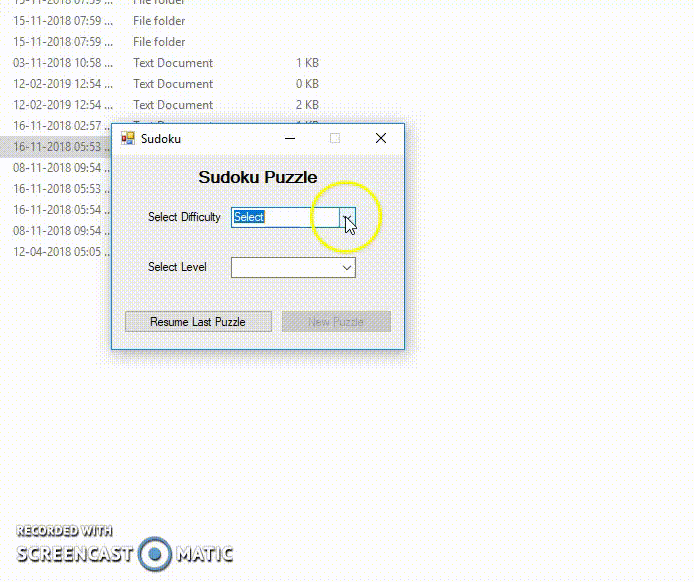 15-11-2018 07:59 ... File folder
15-11-2018 07:59 ... File folder
15-11-2018 07:59 ... File folder
03-11-2018 10:58 ... Text Document 1 KB
12-02-2019 12:54 ... Text Document 0 KB
12-02-2019 12:54 ... Text Document 2 KB
16-11-2018 02:57 ... Text Document 1 KB
Sudoku
16-11-2018 05:53 ..
08-11-2018 09:54 ..
Sudoku Puzzle
16-11-2018 05:53 ..
16-11-2018 05:54 ..
Select Difficulty Select
08-11-2018 09:54 ..
12-04-2018 05:05 ..
Select Level
Resume Last Puzzle New Puzzle
RECORDED WITH
SCREENCAST MATIC